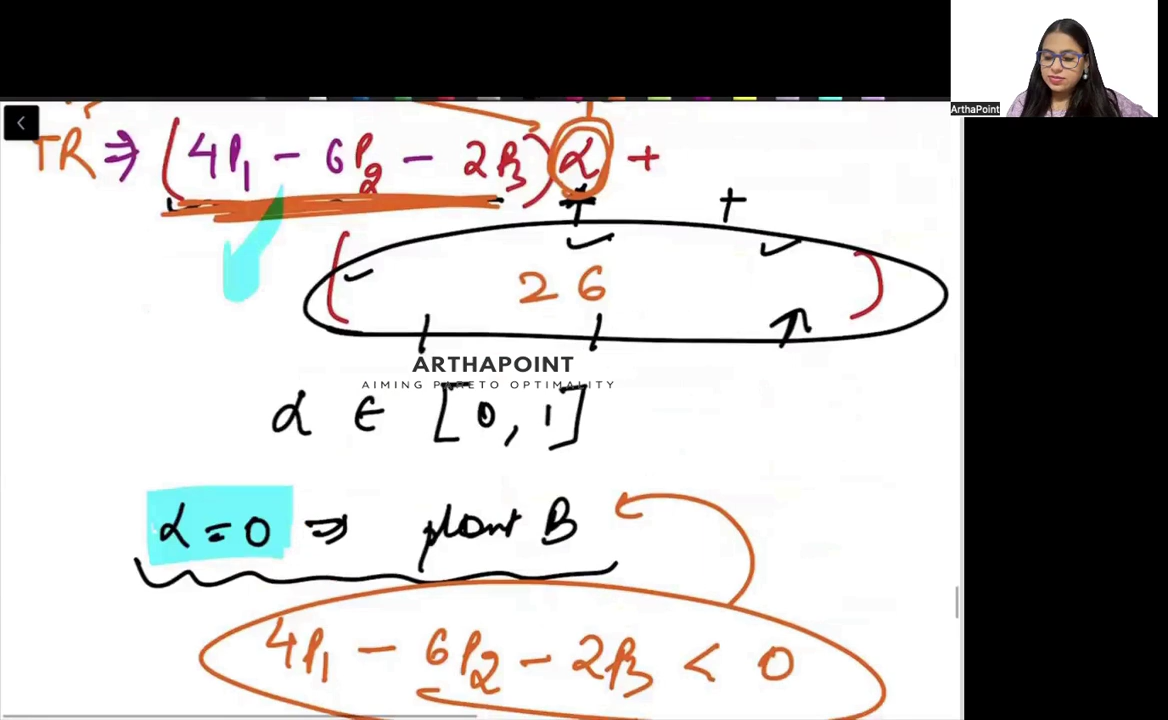 ArthaPoint
TR ⇒ (4P₁ - 6P₂ - 2P₃) α +
+ +
( 26 )
ARTHAPOINT
AIMING PARETO OPTIMALITY
α ∈ [0, 1]
α = 0 ⇒ plant B
4P₁ - 6P₂ - 2P₃ < 0